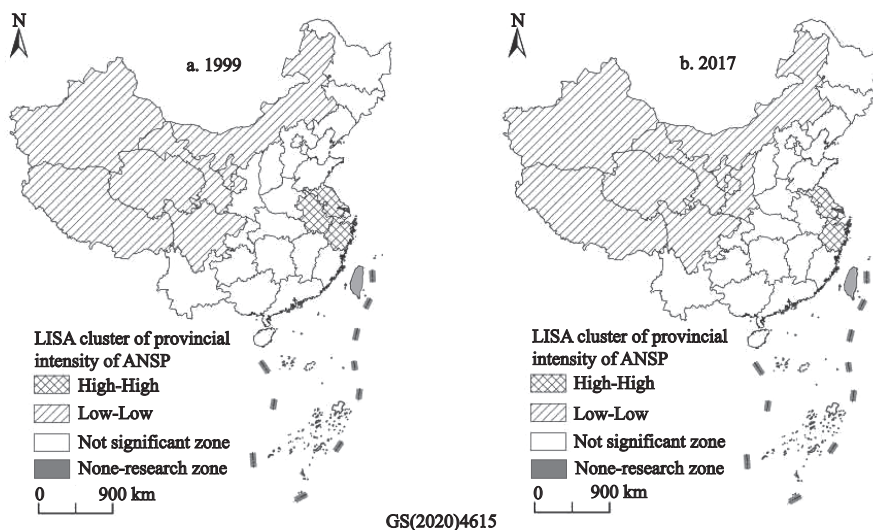 N
a. 1999
LISA cluster of provincial
intensity of ANSP
High-High
Low-Low
Not significant zone
None-research zone
0 900 km
N
b. 2017
LISA cluster of provincial
intensity of ANSP
High-High
Low-Low
Not significant zone
None-research zone
0 900 km
GS(2020)4615